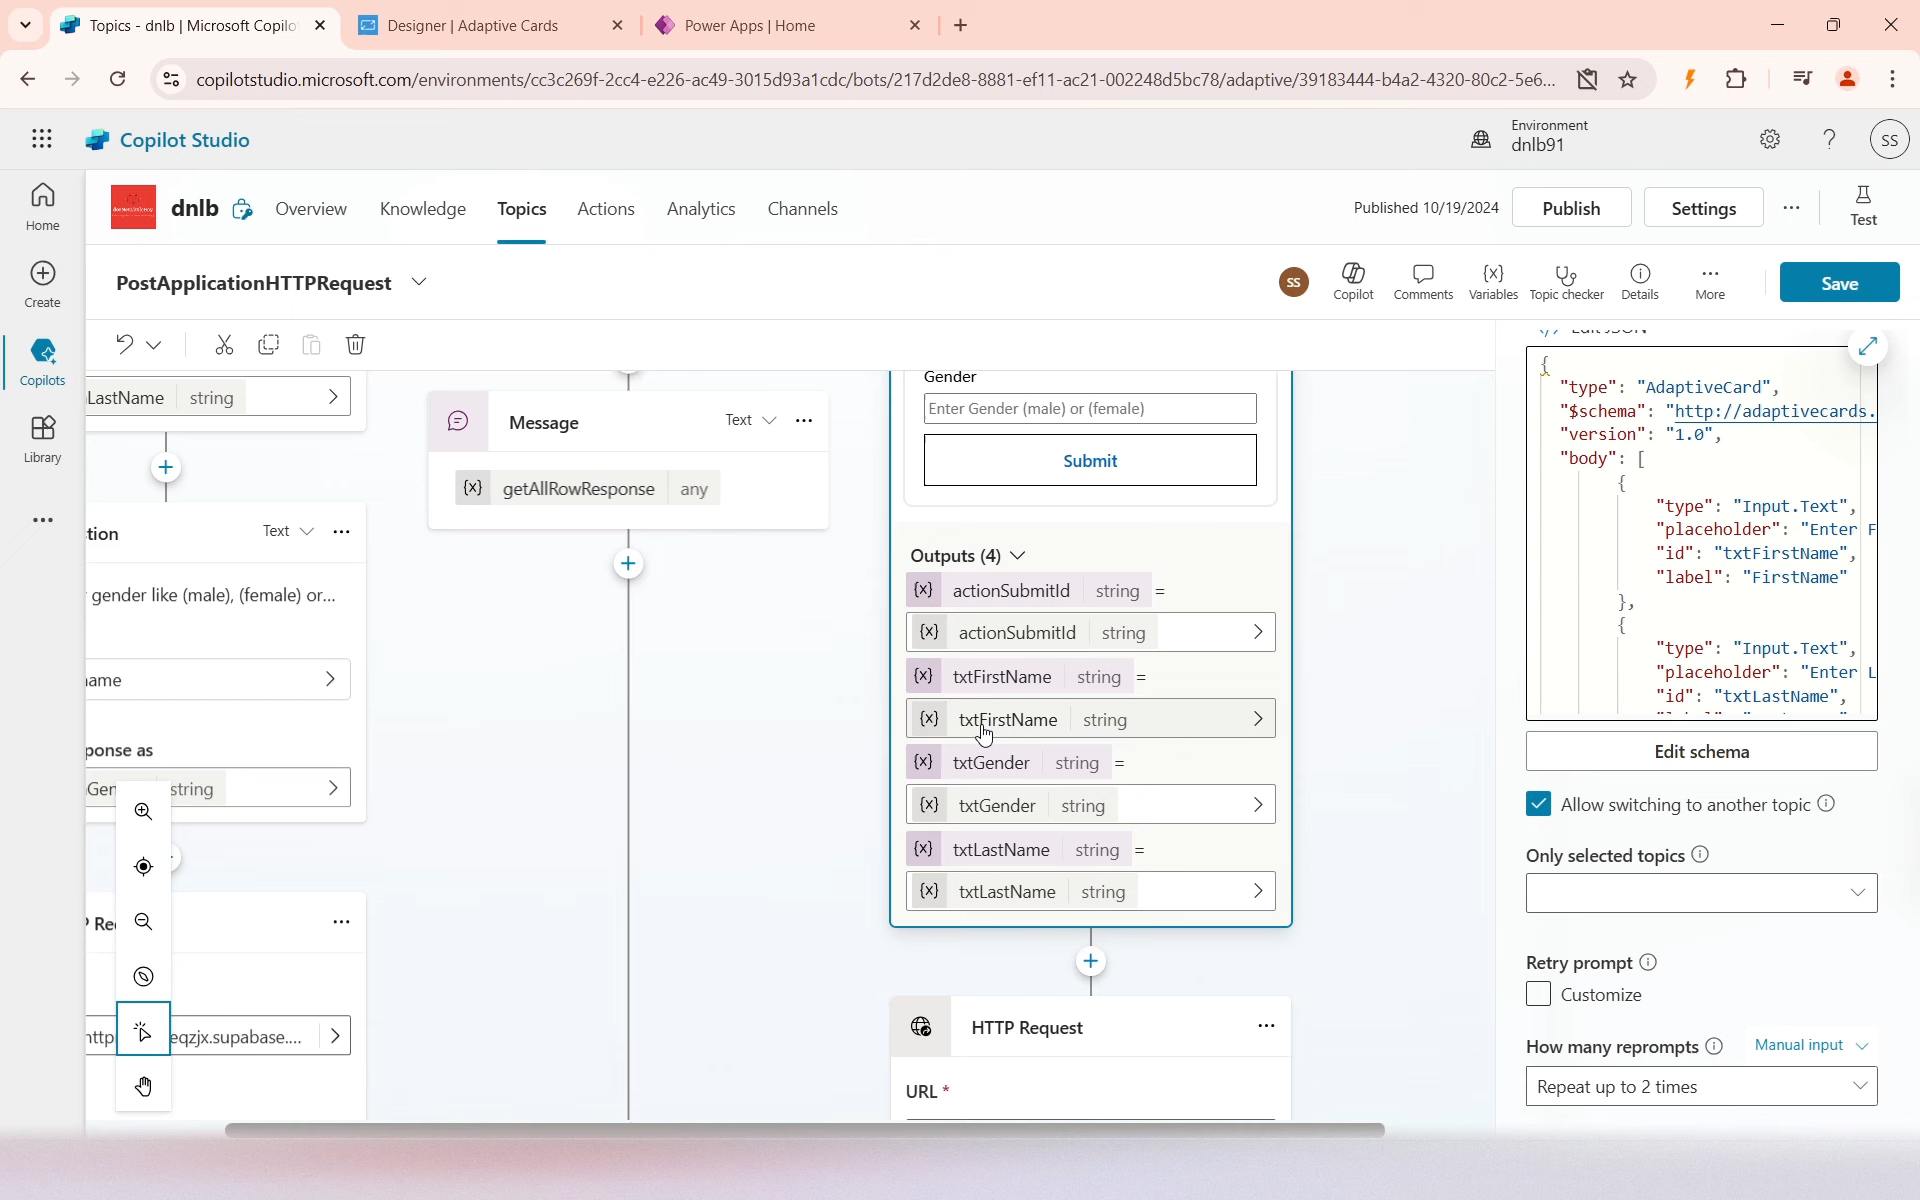 Topics - dnlb | Microsoft Copilo
Designer | Adaptive Cards
Power Apps | Home
copilotstudio.microsoft.com/environments/cc3c269f-2cc4-e226-ac49-3015d93a1cdc/bots/217d2de8-8881-ef11-ac21-002248d5bc78/adaptive/39183444-b4a2-4320-80c2-5e6...
Copilot Studio
Environment
dnlb91
SS
Home
Create
Copilots
Library
dnlb
Overview
Knowledge
Topics
Actions
Analytics
Channels
Published 10/19/2024
Publish
Settings
Test
PostApplicationHTTPRequest
SS
Copilot
Comments
Variables
Topic checker
Details
More
Save
LastName string
tion
Text
gender like (male), (female) or...
ame
ponse as
Gen string
P Re
http
eqzjx.supabase....
Message
Text
{x} getAllRowResponse any
Gender
Enter Gender (male) or (female)
Submit
Outputs (4)
{x} actionSubmitId string =
{x} actionSubmitId string
{x} txtFirstName string =
{x} txtFirstName string
{x} txtGender string =
{x} txtGender string
{x} txtLastName string =
{x} txtLastName string
HTTP Request
URL *
{
"type": "AdaptiveCard",
"$schema": "http://adaptivecards.
"version": "1.0",
"body": [
{
"type": "Input.Text",
"placeholder": "Enter F
"id": "txtFirstName",
"label": "FirstName"
},
{
"type": "Input.Text",
"placeholder": "Enter L
"id": "txtLastName",
Edit schema
Allow switching to another topic
Only selected topics
Retry prompt
Customize
How many reprompts
Manual input
Repeat up to 2 times